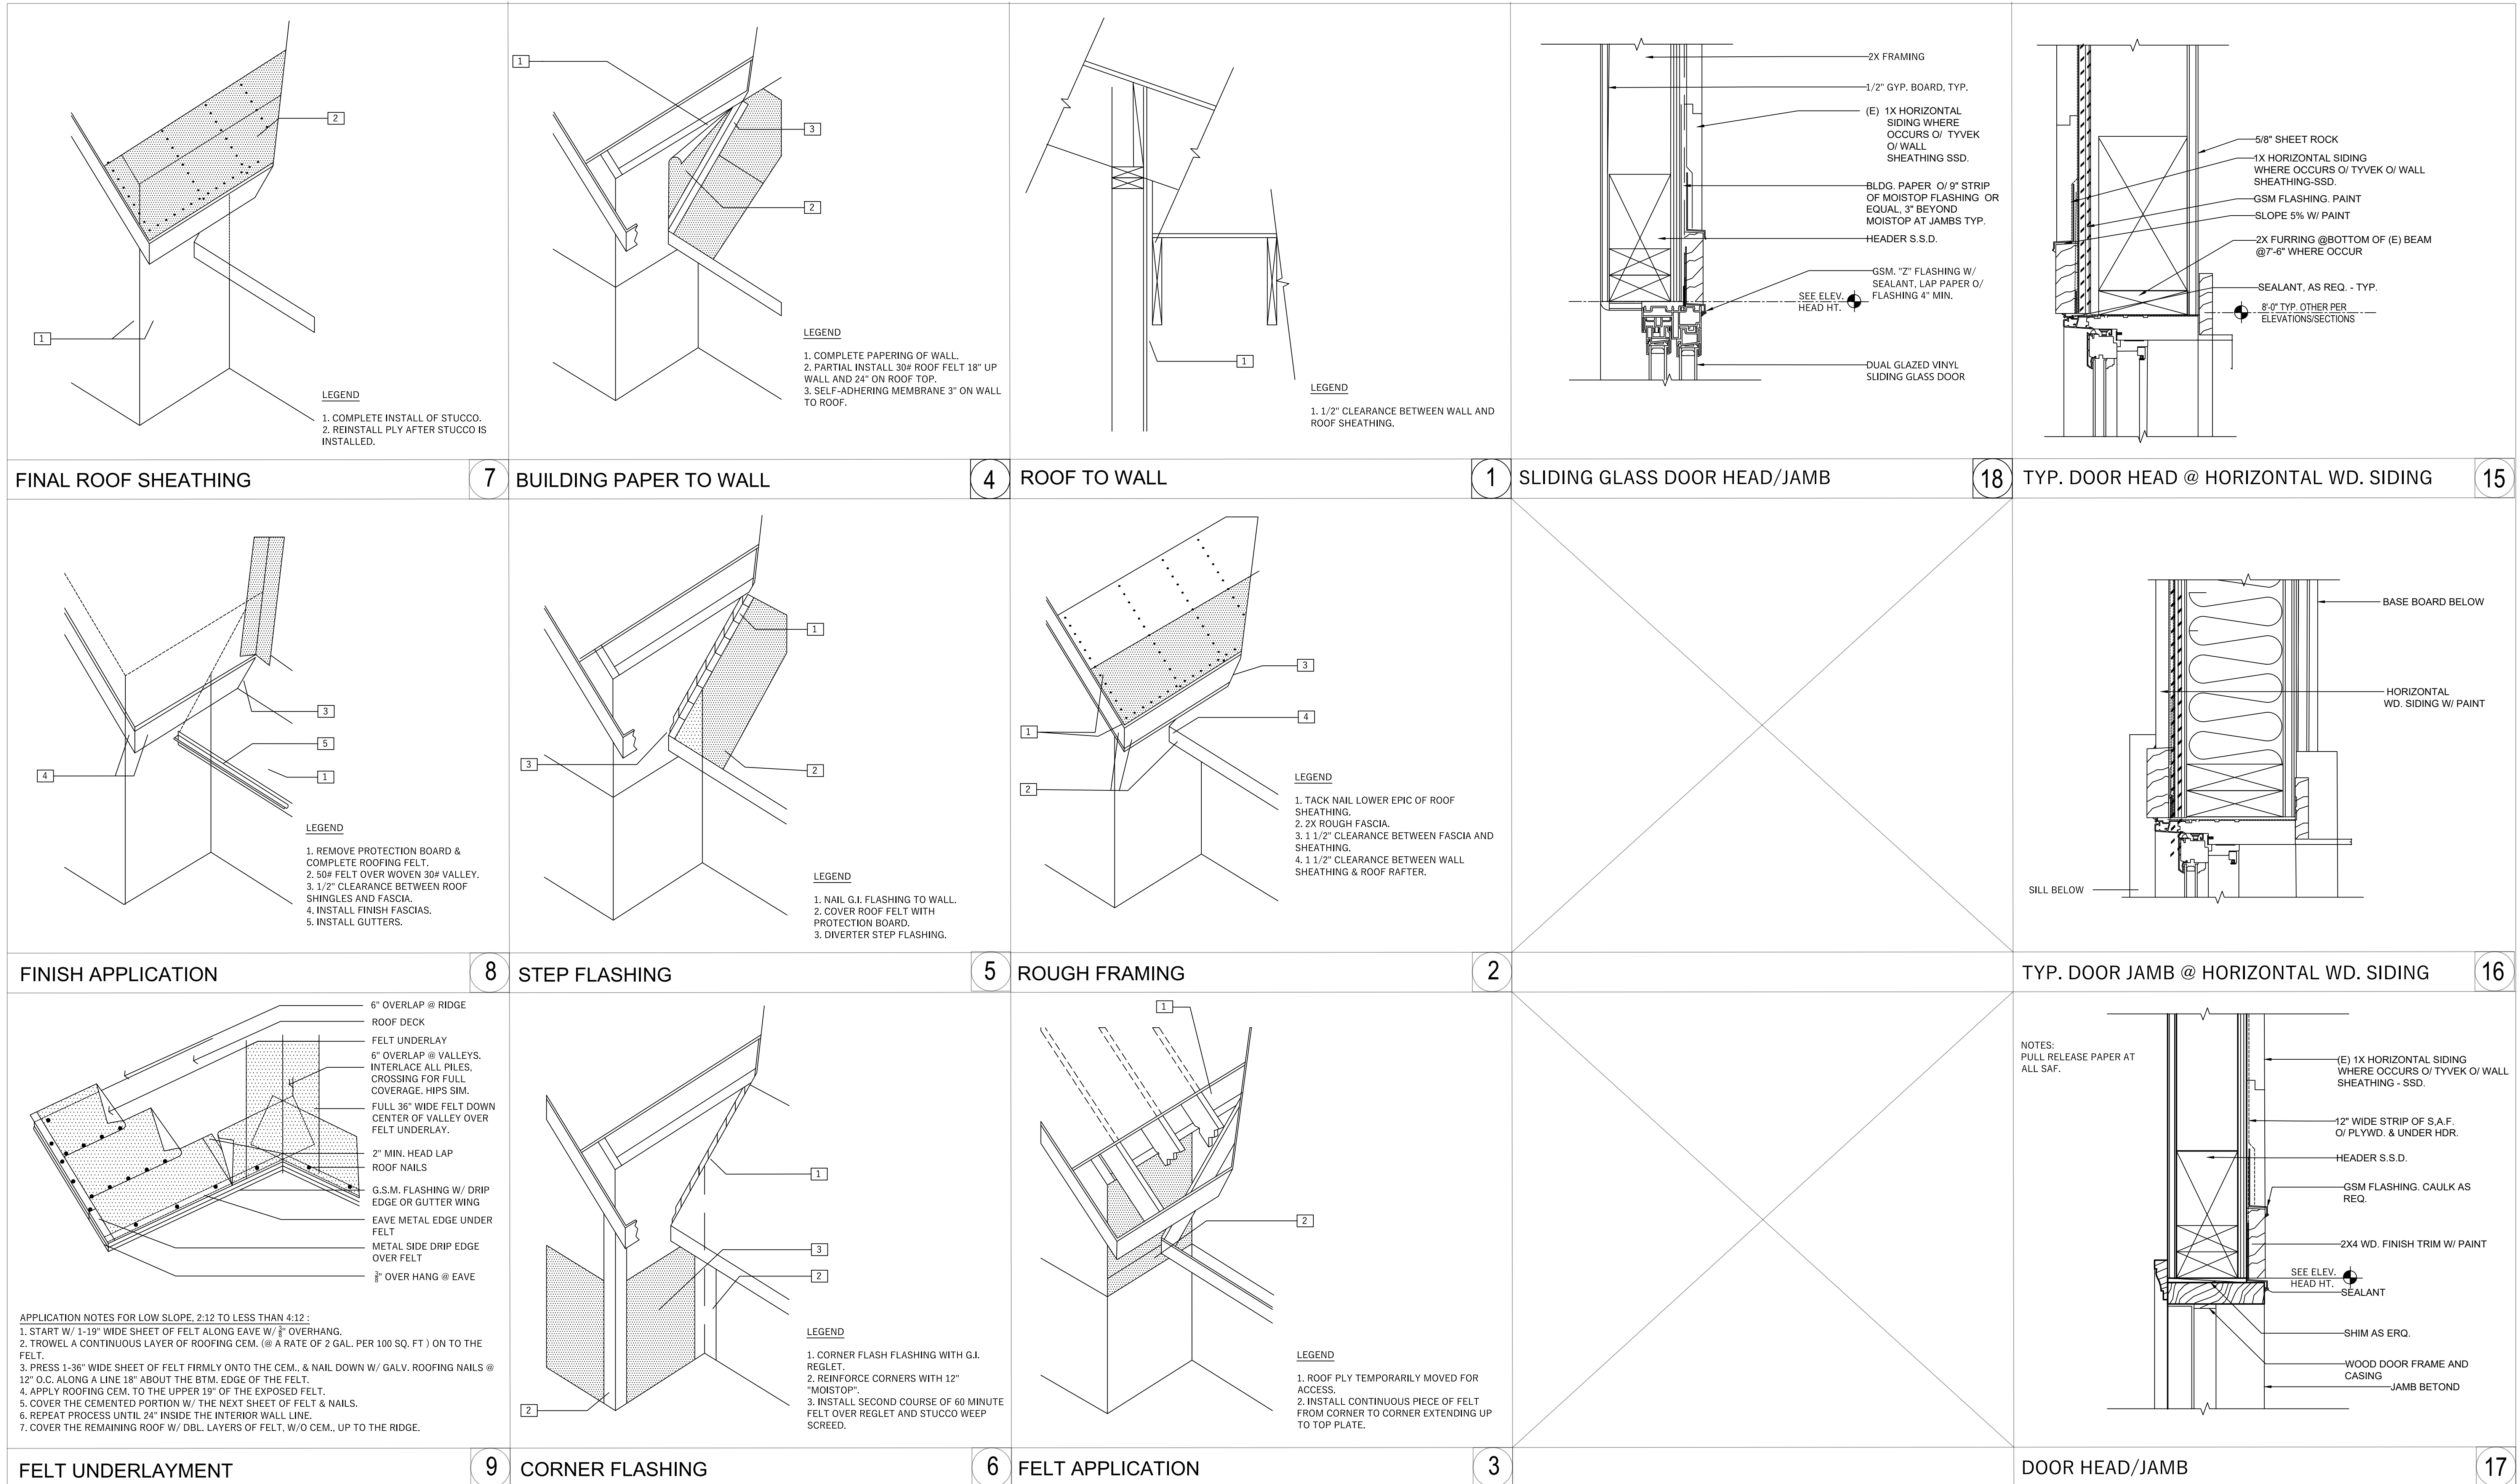 2
1
LEGEND
1. COMPLETE INSTALL OF STUCCO.
2. REINSTALL PLY AFTER STUCCO IS
INSTALLED.
FINAL ROOF SHEATHING
7
1
3
2
LEGEND
1. COMPLETE PAPERING OF WALL.
2. PARTIAL INSTALL 30# ROOF FELT 18" UP
WALL AND 24" ON ROOF TOP.
3. SELF-ADHERING MEMBRANE 3" ON WALL
TO ROOF.
BUILDING PAPER TO WALL
4
1
LEGEND
1. 1/2" CLEARANCE BETWEEN WALL AND
ROOF SHEATHING.
ROOF TO WALL
1
2X FRAMING
1/2" GYP. BOARD, TYP.
(E) 1X HORIZONTAL
SIDING WHERE
OCCURS O/ TYVEK
O/ WALL
SHEATHING SSD.
BLDG. PAPER O/ 9" STRIP
OF MOISTOP FLASHING OR
EQUAL, 3" BEYOND
MOISTOP AT JAMBS TYP.
HEADER S.S.D.
GSM. "Z" FLASHING W/
SEALANT, LAP PAPER O/
FLASHING 4" MIN.
SEE ELEV.
HEAD HT.
DUAL GLAZED VINYL
SLIDING GLASS DOOR
SLIDING GLASS DOOR HEAD/JAMB
18
5/8" SHEET ROCK
1X HORIZONTAL SIDING
WHERE OCCURS O/ TYVEK O/ WALL
SHEATHING-SSD.
GSM FLASHING. PAINT
SLOPE 5% W/ PAINT
2X FURRING @BOTTOM OF (E) BEAM
@7'-6" WHERE OCCUR
SEALANT, AS REQ. - TYP.
8'-0" TYP. OTHER PER
ELEVATIONS/SECTIONS
TYP. DOOR HEAD @ HORIZONTAL WD. SIDING
15
3
5
1
4
LEGEND
1. REMOVE PROTECTION BOARD &
COMPLETE ROOFING FELT.
2. 50# FELT OVER WOVEN 30# VALLEY.
3. 1/2" CLEARANCE BETWEEN ROOF
SHINGLES AND FASCIA.
4. INSTALL FINISH FASCIAS.
5. INSTALL GUTTERS.
FINISH APPLICATION
8
1
3
2
LEGEND
1. NAIL G.I. FLASHING TO WALL.
2. COVER ROOF FELT WITH
PROTECTION BOARD.
3. DIVERTER STEP FLASHING.
STEP FLASHING
5
3
4
1
2
LEGEND
1. TACK NAIL LOWER EPIC OF ROOF
SHEATHING.
2. 2X ROUGH FASCIA.
3. 1 1/2" CLEARANCE BETWEEN FASCIA AND
SHEATHING.
4. 1 1/2" CLEARANCE BETWEEN WALL
SHEATHING & ROOF RAFTER.
ROUGH FRAMING
2
BASE BOARD BELOW
HORIZONTAL
WD. SIDING W/ PAINT
SILL BELOW
TYP. DOOR JAMB @ HORIZONTAL WD. SIDING
16
6" OVERLAP @ RIDGE
ROOF DECK
FELT UNDERLAY
6" OVERLAP @ VALLEYS.
INTERLACE ALL PILES,
CROSSING FOR FULL
COVERAGE. HIPS SIM.
FULL 36" WIDE FELT DOWN
CENTER OF VALLEY OVER
FELT UNDERLAY.
2" MIN. HEAD LAP
ROOF NAILS
G.S.M. FLASHING W/ DRIP
EDGE OR GUTTER WING
EAVE METAL EDGE UNDER
FELT
METAL SIDE DRIP EDGE
OVER FELT
3/8" OVER HANG @ EAVE
APPLICATION NOTES FOR LOW SLOPE, 2:12 TO LESS THAN 4:12 :
1. START W/ 1-19" WIDE SHEET OF FELT ALONG EAVE W/ 3/8" OVERHANG.
2. TROWEL A CONTINUOUS LAYER OF ROOFING CEM. (@ A RATE OF 2 GAL. PER 100 SQ. FT ) ON TO THE
FELT.
3. PRESS 1-36" WIDE SHEET OF FELT FIRMLY ONTO THE CEM., & NAIL DOWN W/ GALV. ROOFING NAILS @
12" O.C. ALONG A LINE 18" ABOUT THE BTM. EDGE OF THE FELT.
4. APPLY ROOFING CEM. TO THE UPPER 19" OF THE EXPOSED FELT.
5. COVER THE CEMENTED PORTION W/ THE NEXT SHEET OF FELT & NAILS.
6. REPEAT PROCESS UNTIL 24" INSIDE THE INTERIOR WALL LINE.
7. COVER THE REMAINING ROOF W/ DBL. LAYERS OF FELT, W/O CEM., UP TO THE RIDGE.
FELT UNDERLAYMENT
9
1
3
2
2
LEGEND
1. CORNER FLASH FLASHING WITH G.I.
REGLET.
2. REINFORCE CORNERS WITH 12"
"MOISTOP".
3. INSTALL SECOND COURSE OF 60 MINUTE
FELT OVER REGLET AND STUCCO WEEP
SCREED.
CORNER FLASHING
6
1
2
LEGEND
1. ROOF PLY TEMPORARILY MOVED FOR
ACCESS.
2. INSTALL CONTINUOUS PIECE OF FELT
FROM CORNER TO CORNER EXTENDING UP
TO TOP PLATE.
FELT APPLICATION
3
NOTES:
PULL RELEASE PAPER AT
ALL SAF.
(E) 1X HORIZONTAL SIDING
WHERE OCCURS O/ TYVEK O/ WALL
SHEATHING - SSD.
12" WIDE STRIP OF S,A.F.
O/ PLYWD. & UNDER HDR.
HEADER S.S.D.
GSM FLASHING. CAULK AS
REQ.
2X4 WD. FINISH TRIM W/ PAINT
SEE ELEV.
HEAD HT.
SEALANT
SHIM AS ERQ.
WOOD DOOR FRAME AND
CASING
JAMB BETOND
DOOR HEAD/JAMB
17